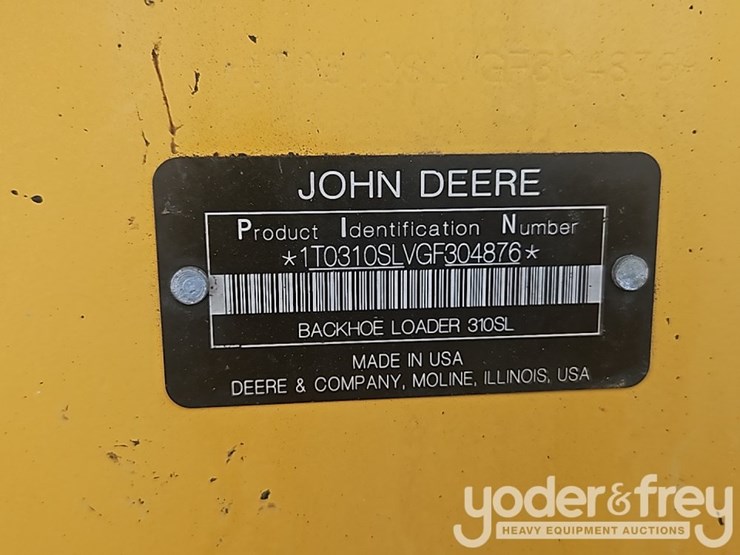 JOHN DEERE
Product Identification Number
*1T0310SLVGF304876*
BACKHOE LOADER 310SL
MADE IN USA
DEERE & COMPANY, MOLINE, ILLINOIS, USA
yoder&frey
HEAVY EQUIPMENT AUCTIONS